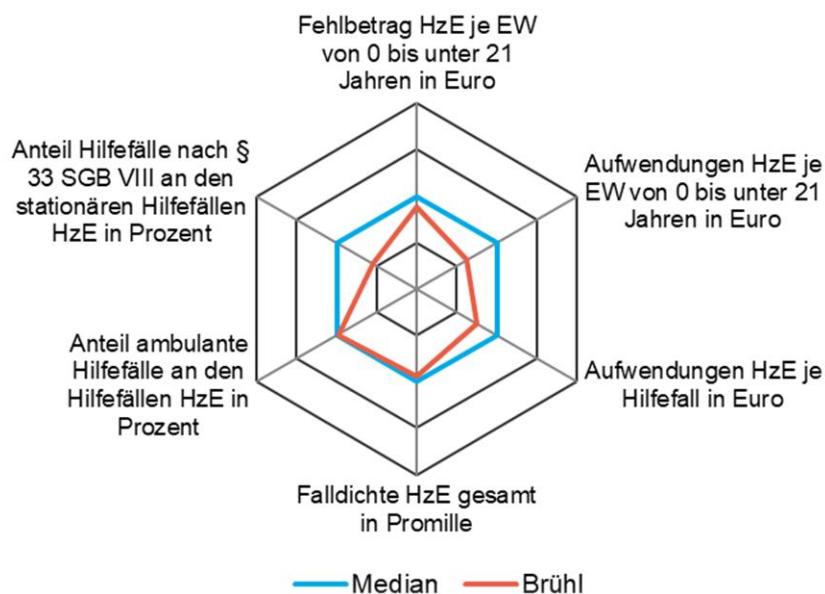 Fehlbetrag HzE je EW
von 0 bis unter 21
Jahren in Euro
Aufwendungen HzE je
EW von 0 bis unter 21
Jahren in Euro
Aufwendungen HzE je
Hilfefall in Euro
Falldichte HzE gesamt
in Promille
Anteil ambulante
Hilfefälle an den
Hilfefällen HzE in
Prozent
Anteil Hilfefälle nach §
33 SGB VIII an den
stationären Hilfefällen
HzE in Prozent
Median
Brühl